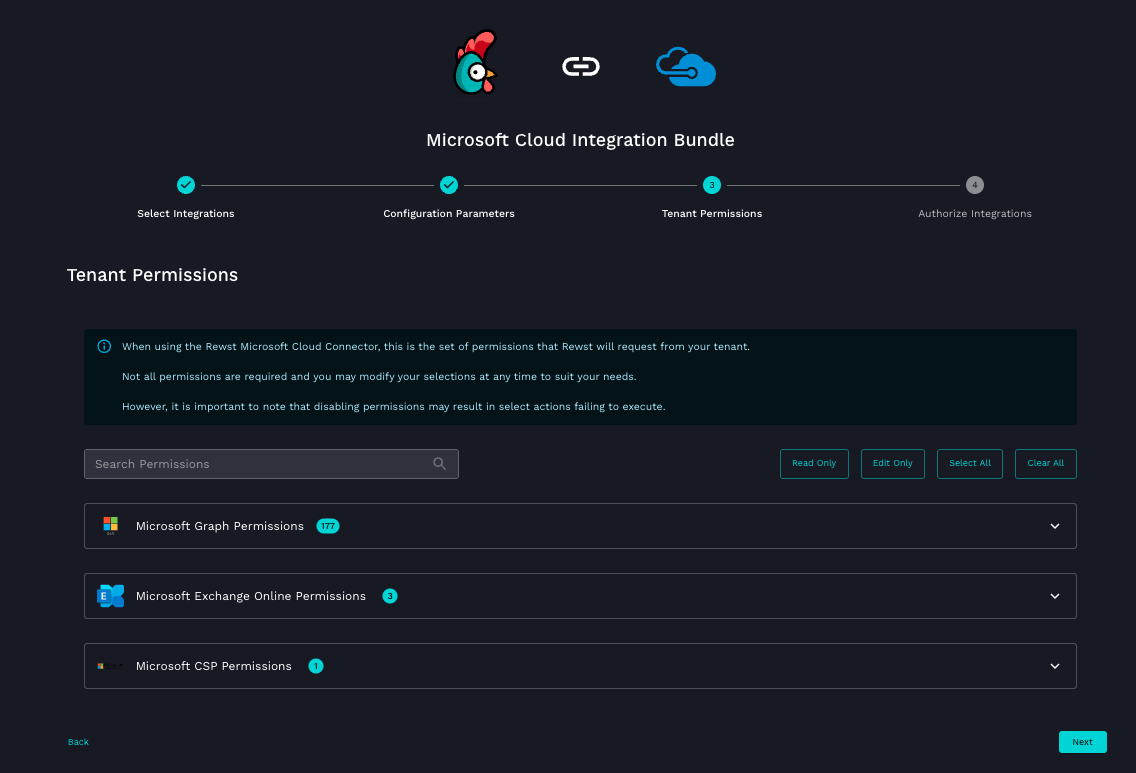 Microsoft Cloud Integration Bundle
3
4
Select Integrations
Configuration Parameters
Tenant Permissions
Authorize Integrations
Tenant Permissions
When using the Rewst Microsoft Cloud Connector, this is the set of permissions that Rewst will request from your tenant.
Not all permissions are required and you may modify your selections at any time to suit your needs.
However, it is important to note that disabling permissions may result in select actions failing to execute.
Search Permissions
Read Only
Edit Only
Select All
Clear All
Microsoft Graph Permissions
177
E
Microsoft Exchange Online Permissions
3
Microsoft CSP Permissions
1
Back
Next